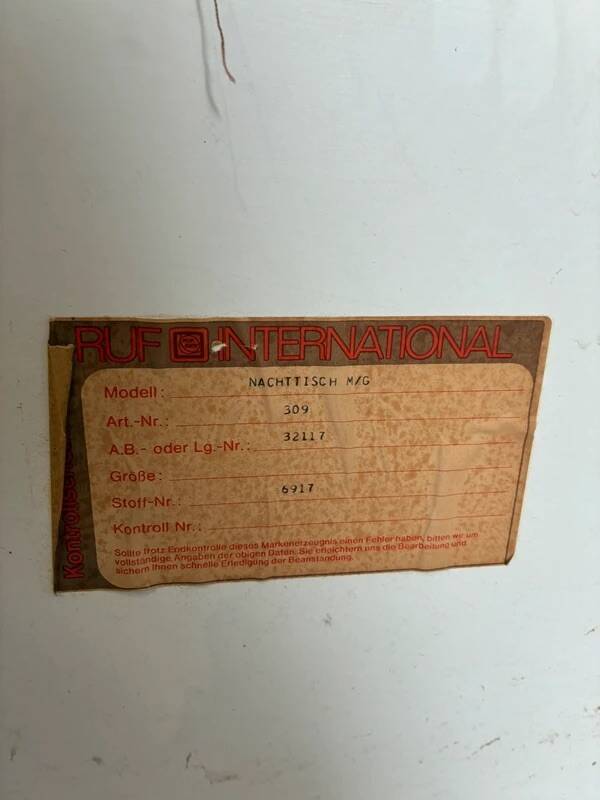 RUF INTERNATIONAL
Modell: NACHTTISCH M/G
Art.-Nr.: 309
A.B.- oder Lg.-Nr.: 32117
Größe:
Stoff-Nr.: 6917
Kontroll Nr.:
Sollte trotz Endkontrolle dieses Markenerzeugnis einen Fehler haben, bitten wir um
vollständige Angaben der obigen Daten. Sie erleichtern uns die Bearbeitung und
sichern Ihnen schnelle Erledigung der Beanstandung.